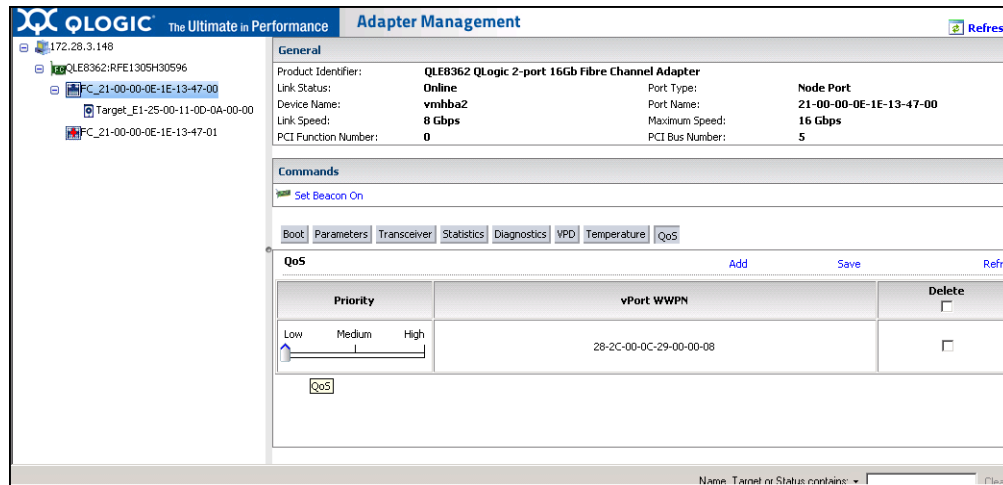 QLOGIC The Ultimate in Performance Adapter Management Refres
172.28.3.148
QLE8362:RFE1305H30596
FC_21-00-00-0E-1E-13-47-00
Target_E1-25-00-11-0D-0A-00-00
FC_21-00-00-0E-1E-13-47-01
General
Product Identifier: QLE8362 QLogic 2-port 16Gb Fibre Channel Adapter
Link Status: Online Port Type: Node Port
Device Name: vmhba2 Port Name: 21-00-00-0E-1E-13-47-00
Link Speed: 8 Gbps Maximum Speed: 16 Gbps
PCI Function Number: 0 PCI Bus Number: 5
Commands
Set Beacon On
Boot Parameters Transceiver Statistics Diagnostics VPD Temperature QoS
QoS Add Save Refr
Priority vPort WWPN Delete
Low Medium High 28-2C-00-0C-29-00-00-08
QoS
Name, Target or Status contains: Clea